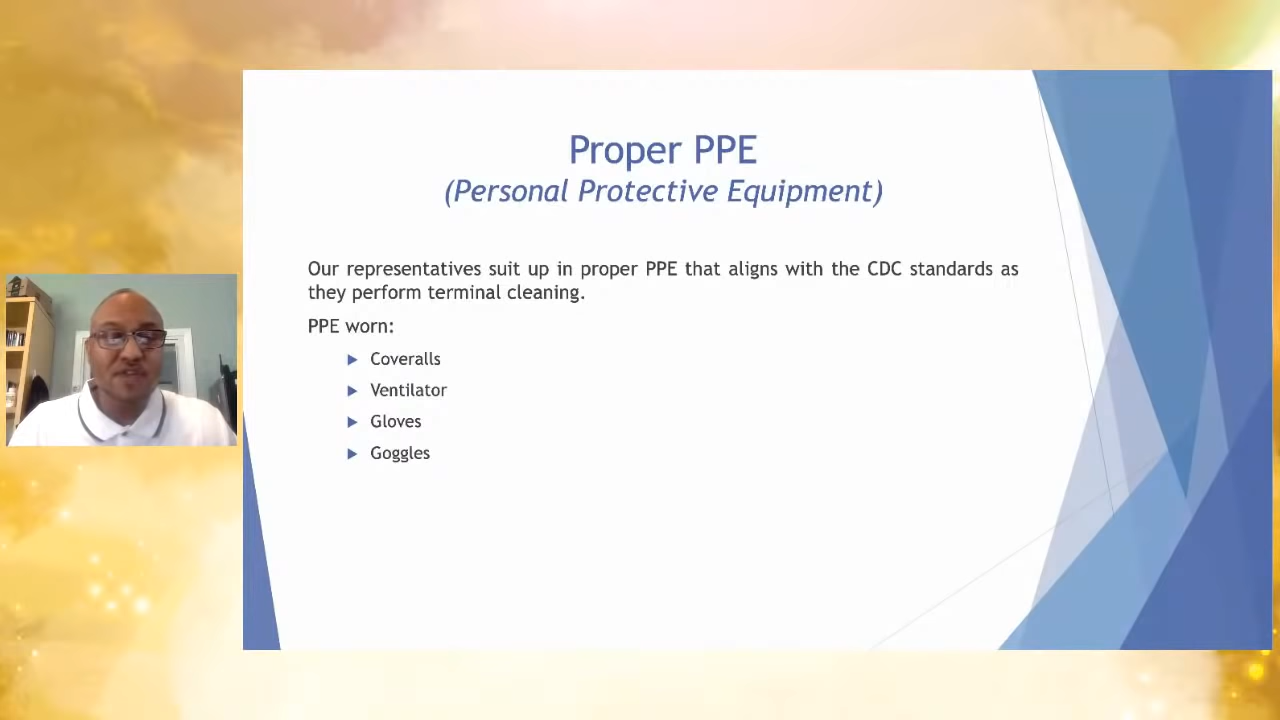 Proper PPE
(Personal Protective Equipment)
Our representatives suit up in proper PPE that aligns with the CDC standards as
they perform terminal cleaning.
PPE worn:
Coveralls
Ventilator
Gloves
Goggles